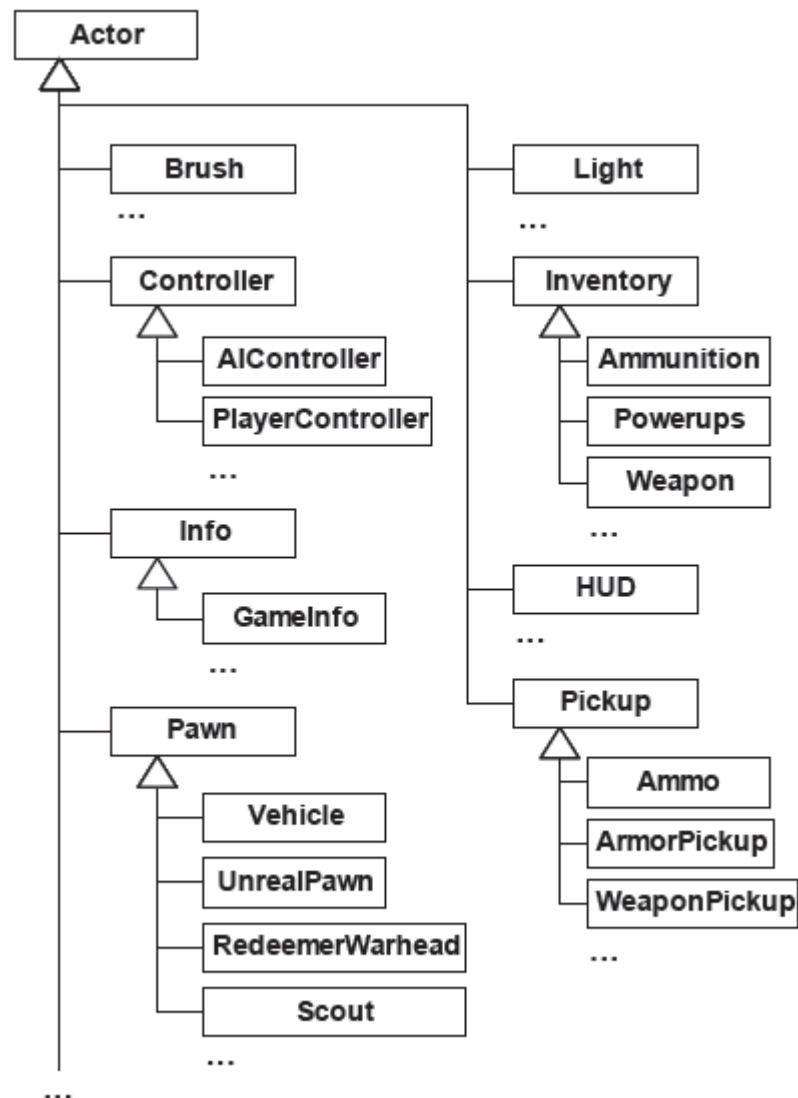 Actor
Brush
...
Controller
AIController
PlayerController
...
Info
GameInfo
...
Pawn
Vehicle
UnrealPawn
RedeemerWarhead
Scout
...
...
Light
...
Inventory
Ammunition
Powerups
Weapon
...
HUD
...
Pickup
Ammo
ArmorPickup
WeaponPickup
...